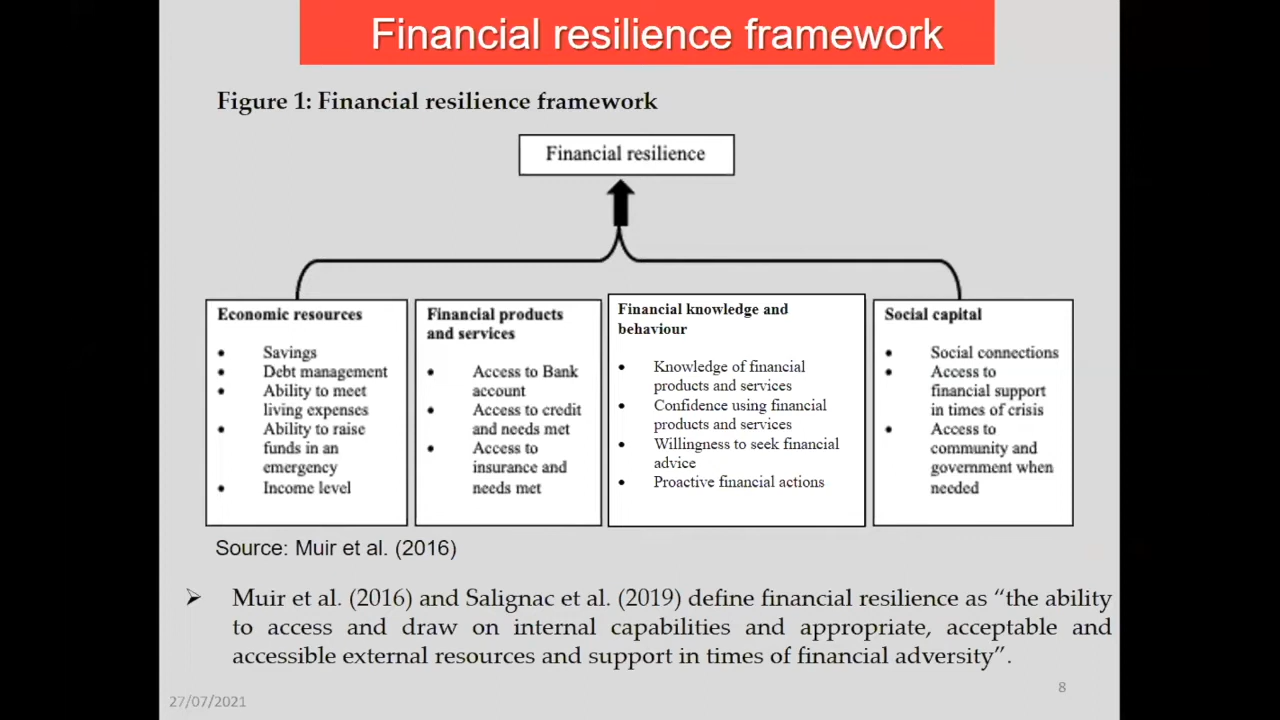 Financial resilience framework
Figure 1: Financial resilience framework
Financial resilience
Economic resources
• Savings
• Debt management
• Ability to meet
living expenses
• Ability to raise
funds in an
emergency
• Income level
Financial products
and services
• Access to Bank
account
• Access to credit
and needs met
• Access to
insurance and
needs met
Financial knowledge and
behaviour
• Knowledge of financial
products and services
• Confidence using financial
products and services
• Willingness to seek financial
advice
• Proactive financial actions
Social capital
• Social connections
• Access to
financial support
in times of crisis
• Access to
community and
government when
needed
Source: Muir et al. (2016)
➢ Muir et al. (2016) and Salignac et al. (2019) define financial resilience as “the ability
to access and draw on internal capabilities and appropriate, acceptable and
accessible external resources and support in times of financial adversity”.
27/07/2021
8